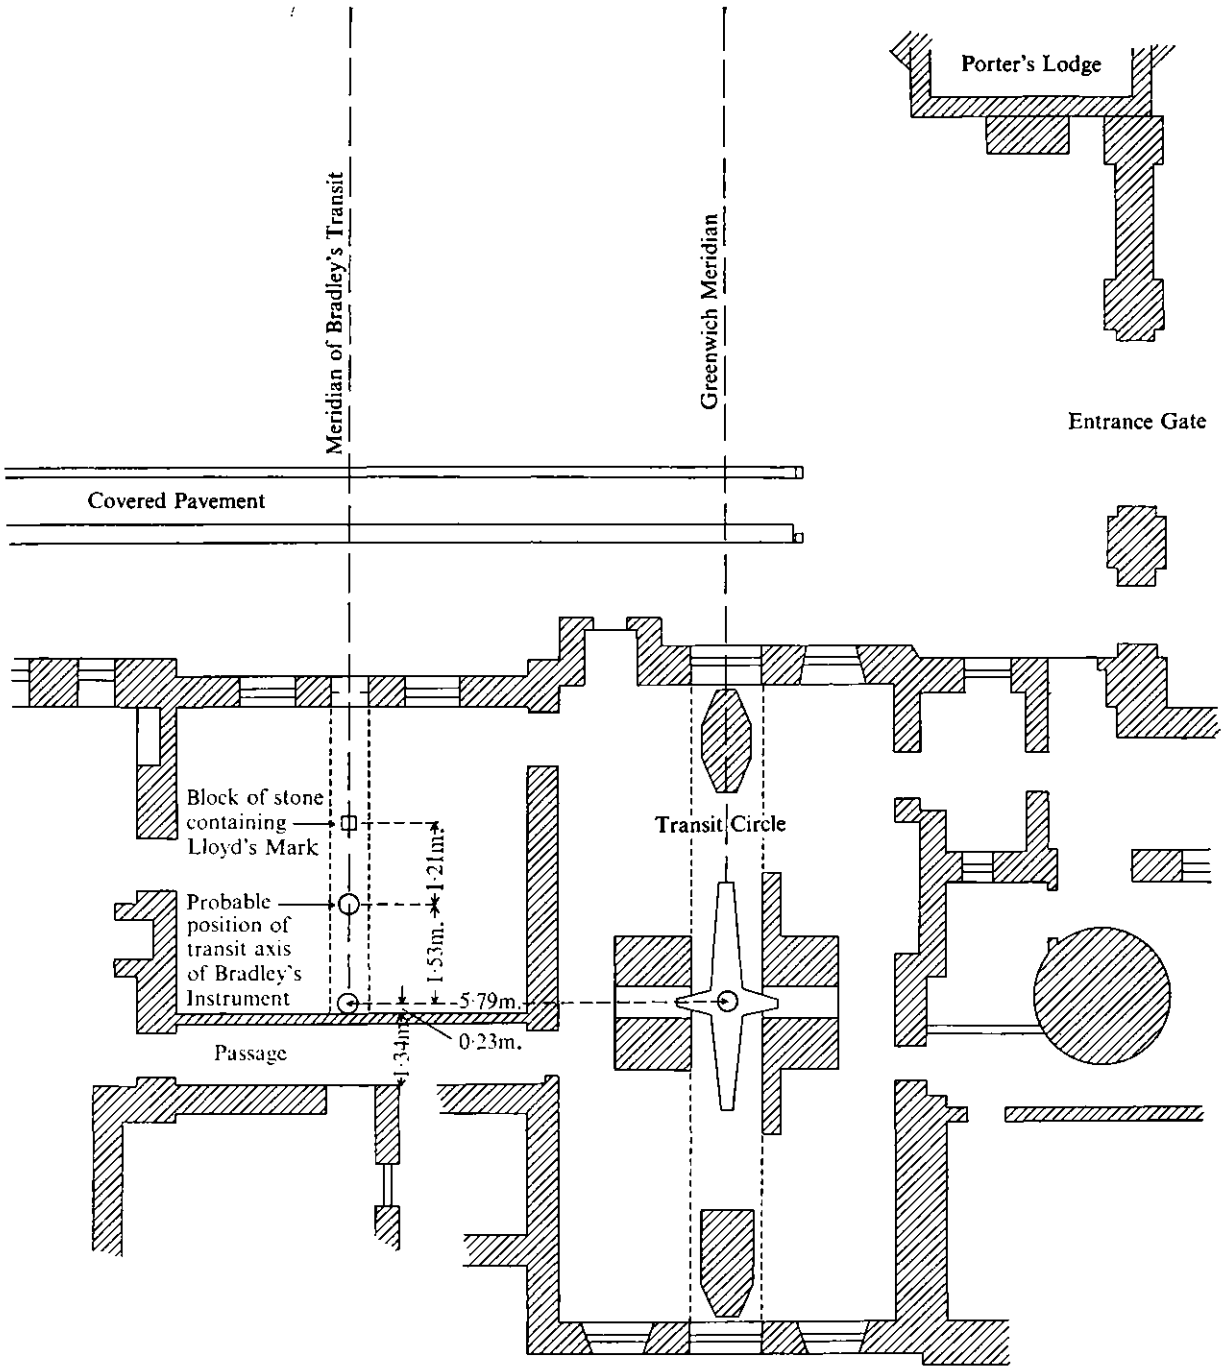 Porter's Lodge
Meridian of Bradley's Transit
Greenwich Meridian
Entrance Gate
Covered Pavement
Block of stone
containing
Lloyd's Mark
Transit Circle
1·21m.
Probable
position of
transit axis
of Bradley's
Instrument
1·53m.
5·79m.
0·23m.
1·34m.
Passage